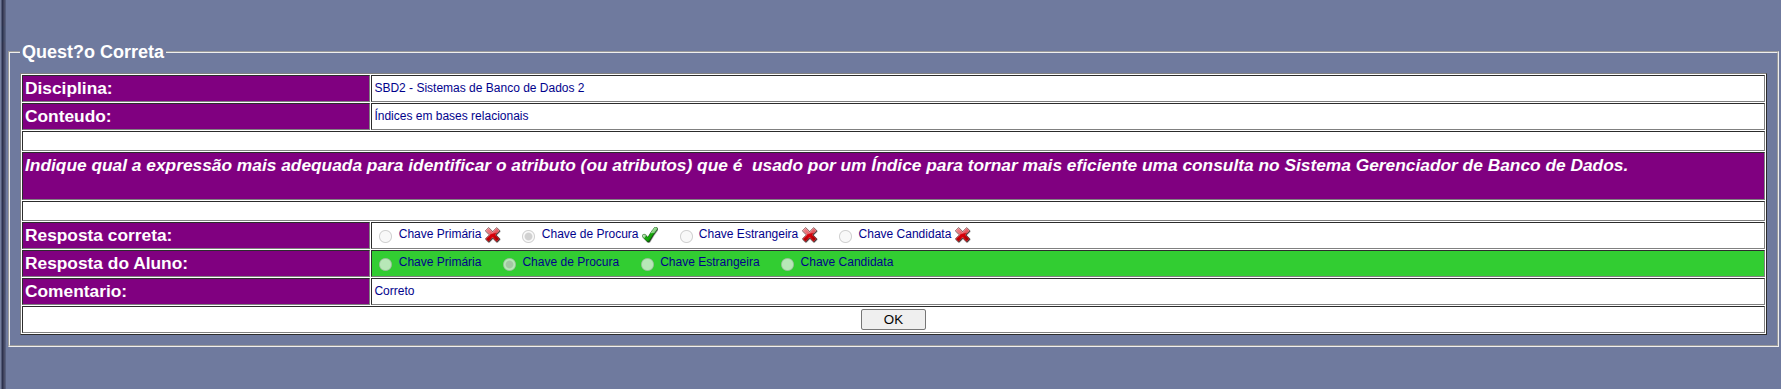 Quest?o Correta
Disciplina: SBD2 - Sistemas de Banco de Dados 2
Conteudo: Índices em bases relacionais
Indique qual a expressão mais adequada para identificar o atributo (ou atributos) que é  usado por um Índice para tornar mais eficiente uma consulta no Sistema Gerenciador de Banco de Dados.
Resposta correta: Chave Primária Chave de Procura Chave Estrangeira Chave Candidata
Resposta do Aluno: Chave Primária Chave de Procura Chave Estrangeira Chave Candidata
Comentario: Correto
OK